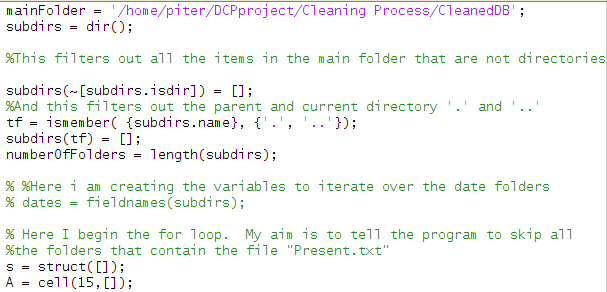 mainFolder = '/home/piter/DCPproject/Cleaning Process/CleanedDB';
subdirs = dir();
%This filters out all the items in the main folder that are not directories
subdirs(~[subdirs.isdir]) = [];
%And this filters out the parent and current directory '.' and '..'
tf = ismember( {subdirs.name}, {'.', '..'});
subdirs(tf) = [];
numberOfFolders = length(subdirs);
% %Here i am creating the variables to iterate over the date folders
% dates = fieldnames(subdirs);
% Here I begin the for loop.  My aim is to tell the program to skip all
%the folders that contain the file "Present.txt"
s = struct([]);
A = cell(15,[]);